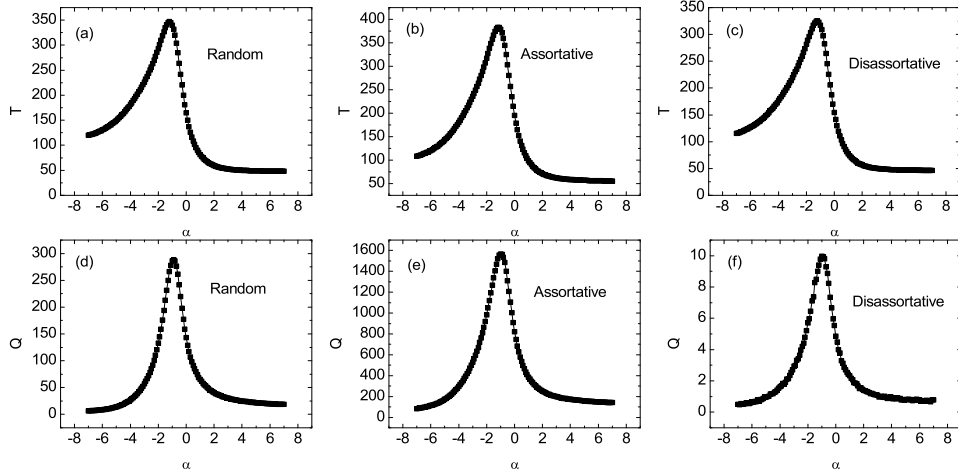 (a)
Random
T
350
300
250
200
150
100
50
0
-8 -6 -4 -2 0 2 4 6 8
α
(b)
Assortative
T
400
350
300
250
200
150
100
50
-8 -6 -4 -2 0 2 4 6 8
α
(c)
Disassortative
T
350
300
250
200
150
100
50
0
-8 -6 -4 -2 0 2 4 6 8
α
(d)
Random
Q
300
250
200
150
100
50
0
-8 -6 -4 -2 0 2 4 6 8
α
(e)
Assortative
Q
1600
1400
1200
1000
800
600
400
200
0
-8 -6 -4 -2 0 2 4 6 8
α
(f)
Disassortative
Q
10
8
6
4
2
0
-8 -6 -4 -2 0 2 4 6 8
α